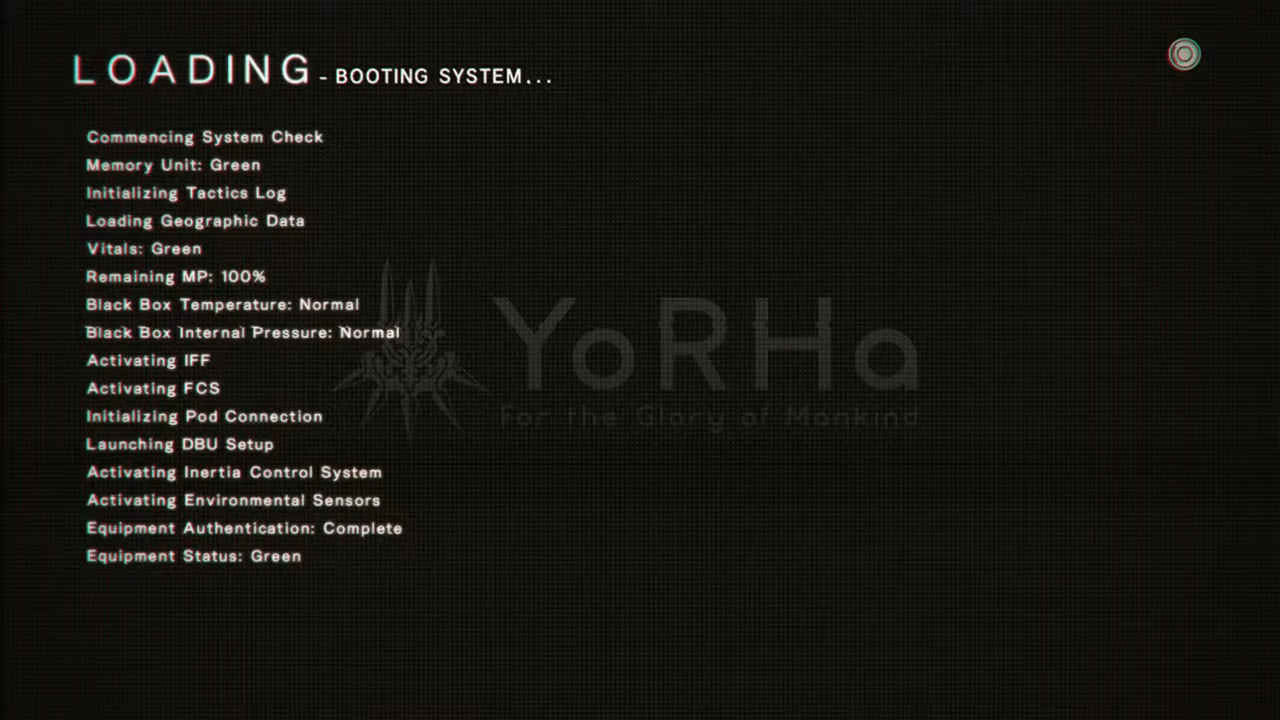 LOADING - BOOTING SYSTEM...
Commencing System Check
Memory Unit: Green
Initializing Tactics Log
Loading Geographic Data
Vitals: Green
Remaining MP: 100%
Black Box Temperature: Normal
Black Box Internal Pressure: Normal
Activating IFF
Activating FCS
Initializing Pod Connection
Launching DBU Setup
Activating Inertia Control System
Activating Environmental Sensors
Equipment Authentication: Complete
Equipment Status: Green
YoRHa
For the Glory of Mankind